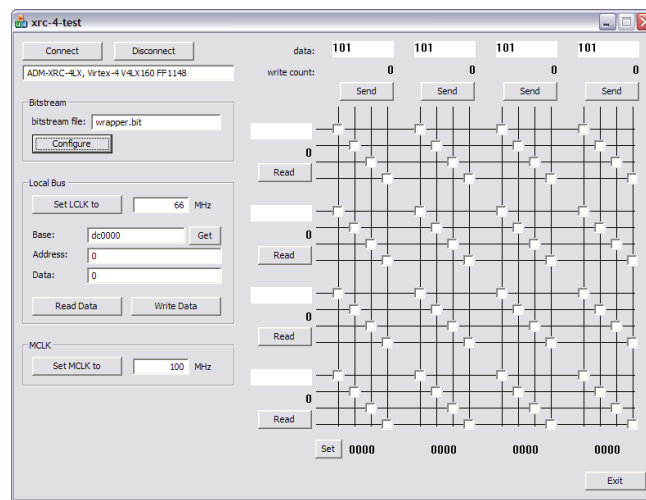 xrc-4-test
Connect Disconnect
ADM-XRC-4LX, Virtex-4 V4LX160 FF1148
Bitstream
bitstream file: wrapper.bit
Configure
Local Bus
Set LCLK to 66 MHz
Base: dc0000 Get
Address: 0
Data: 0
Read Data Write Data
MCLK
Set MCLK to 100 MHz
data: 101 101 101 101
write count: 0 0 0 0
Send Send Send Send
0
Read
0
Read
0
Read
0
Read
Set 0000 0000 0000 0000
Exit